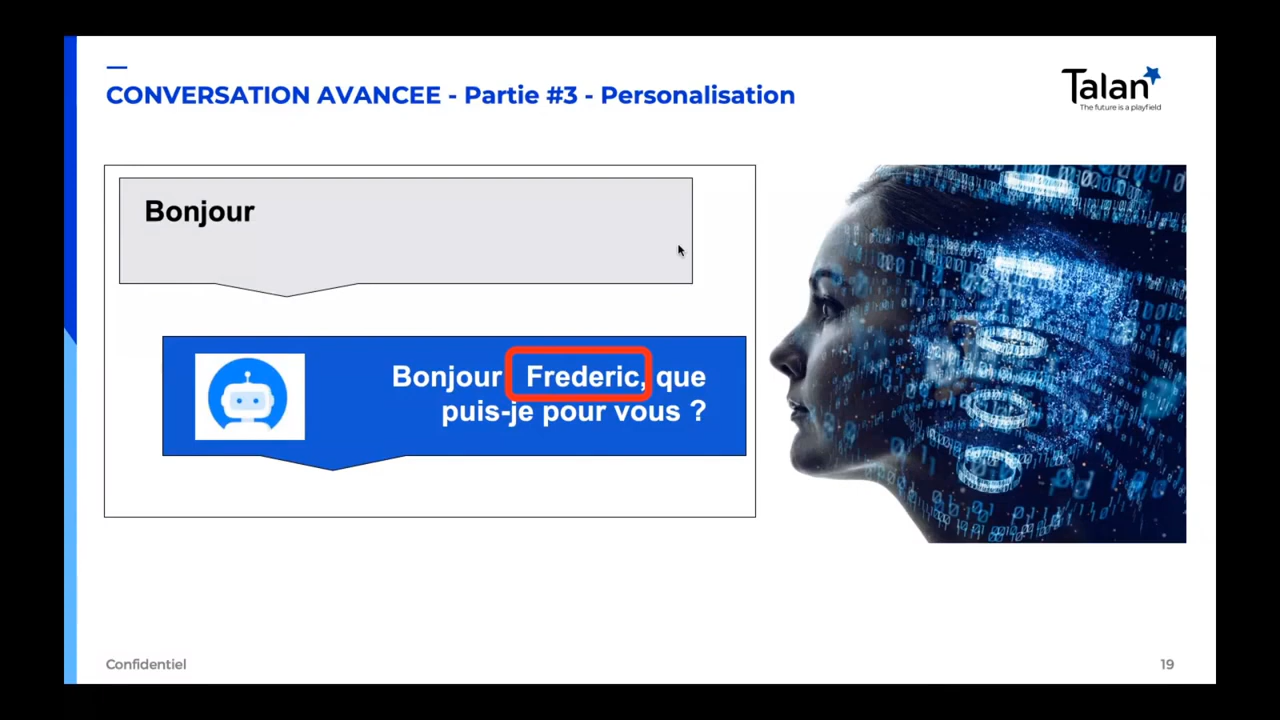 CONVERSATION AVANCEE - Partie #3 - Personalisation
Talan
The future is a playfield
Bonjour
Bonjour Frederic, que
puis-je pour vous ?
Confidentiel
19